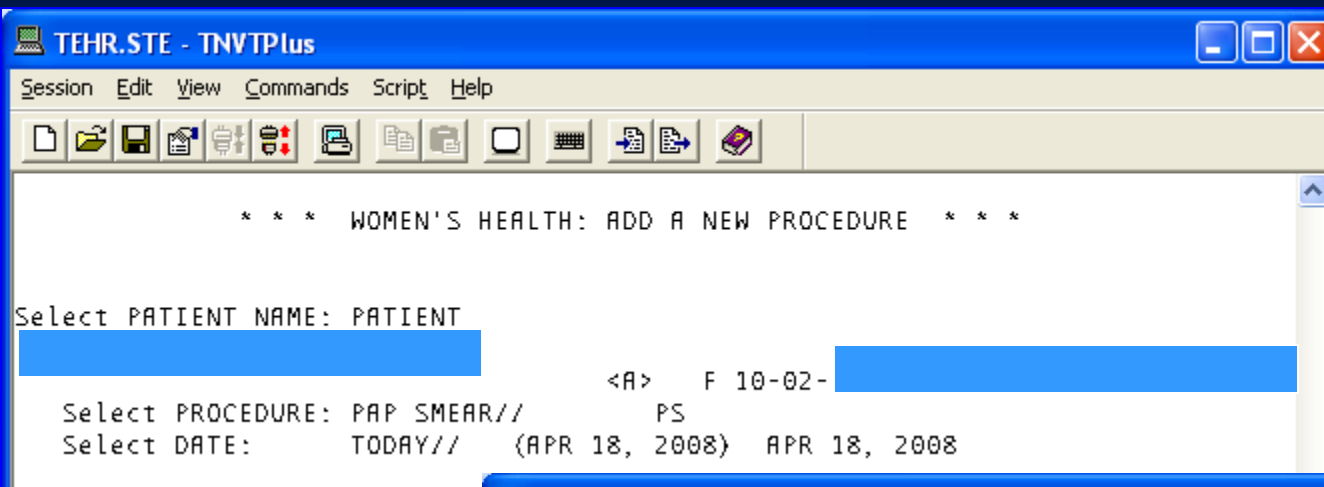 TEHR.STE - TNVTPlus
Session Edit View Commands Script Help
* * * WOMEN'S HEALTH: ADD A NEW PROCEDURE * * *
Select PATIENT NAME: PATIENT
<A> F 10-02-
Select PROCEDURE: PAP SMEAR// PS
Select DATE: TODAY// (APR 18, 2008) APR 18, 2008